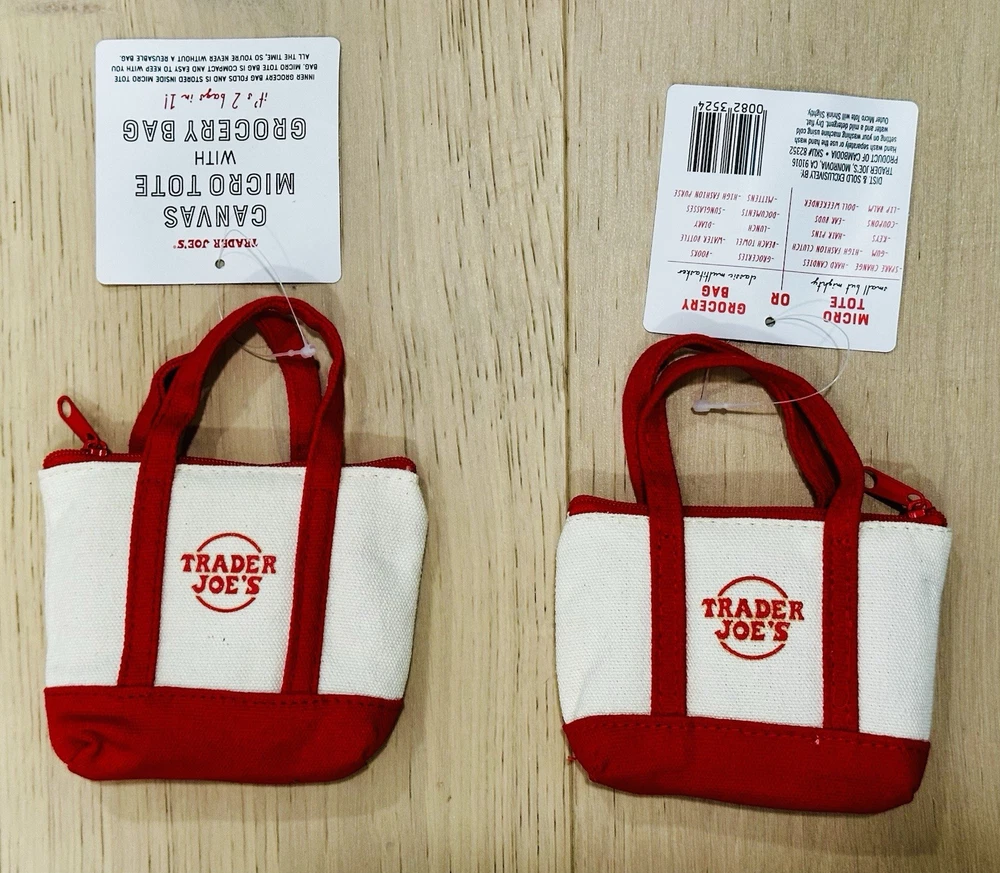 TRADER JOE'S®
CANVAS
MICRO TOTE
WITH
GROCERY BAG
it's 2 bags in 1!
INNER GROCERY BAG FOLDS AND IS STORED INSIDE MICRO TOTE
BAG. MICRO TOTE BAG IS COMPACT AND EASY TO KEEP WITH YOU
ALL THE TIME, SO YOU'RE NEVER WITHOUT A REUSABLE BAG.
TRADER
JOE'S
MICRO
TOTE
small but mighty
-SPARE CHANGE -HARD CANDIES
-GUM -HIGH FASHION CLUTCH
-KEYS -HAIR PINS
-COUPONS -EAR BUDS
-LIP BALM -DOLL WEEKENDER
OR
GROCERY
BAG
classic multitasker
-GROCERIES -BOOKS
-BEACH TOWEL -WATER BOTTLE
-LUNCH -DIARY
-DOCUMENTS -SUNGLASSES
-MITTENS -HIGH FASHION PURSE
DIST. & SOLD EXCLUSIVELY BY:
TRADER JOE'S, MONROVIA, CA 91016
PRODUCT OF CAMBODIA • SKU# 82352
Hand wash separately or use the hand wash
setting on your washing machine using cold
water and a mild detergent. Dry flat.
Outer Micro Tote will Shrink Slightly
0082 3524
TRADER
JOE'S